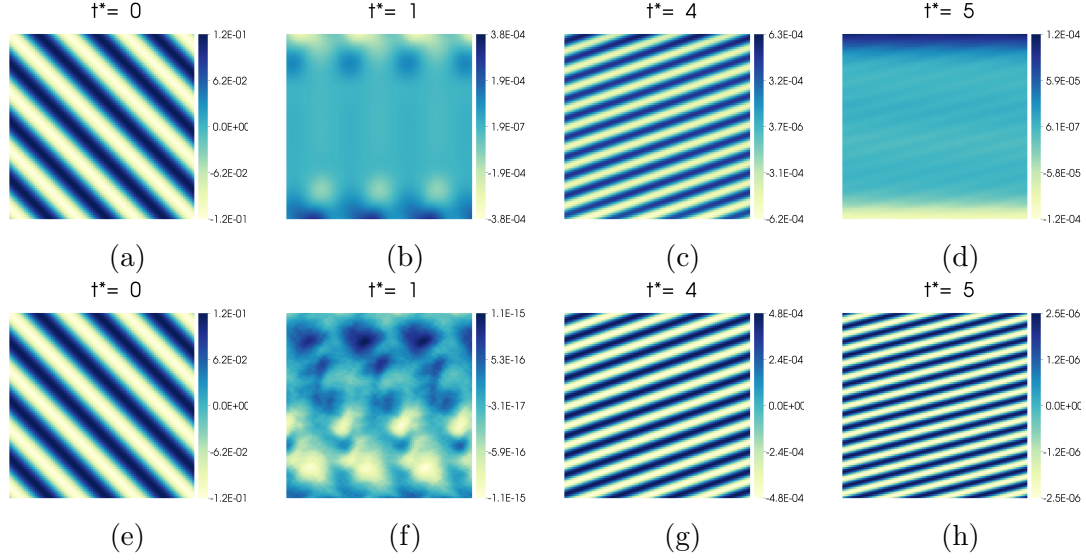 t*= 0 t*= 1 t*= 4 t*= 5
1.2E-01 3.8E-04 6.3E-04 1.2E-04
6.2E-02 1.9E-04 3.7E-04 5.9E-05
0.0E+00 1.9E-07 3.7E-06 6.1E-07
-6.2E-02 -1.9E-04 -3.1E-04 -5.8E-05
-1.2E-01 -3.8E-04 -6.2E-04 -1.2E-04
(a) (b) (c) (d)
t*= 0 t*= 1 t*= 4 t*= 5
1.2E-01 1.1E-15 4.8E-04 2.5E-06
6.2E-02 5.3E-16 2.4E-04 1.2E-06
0.0E+00 -3.1E-17 0.0E+00 0.0E+00
-6.2E-02 -5.9E-16 -2.4E-04 -1.2E-06
-1.2E-01 -1.1E-15 -4.8E-04 -2.5E-06
(e) (f) (g) (h)